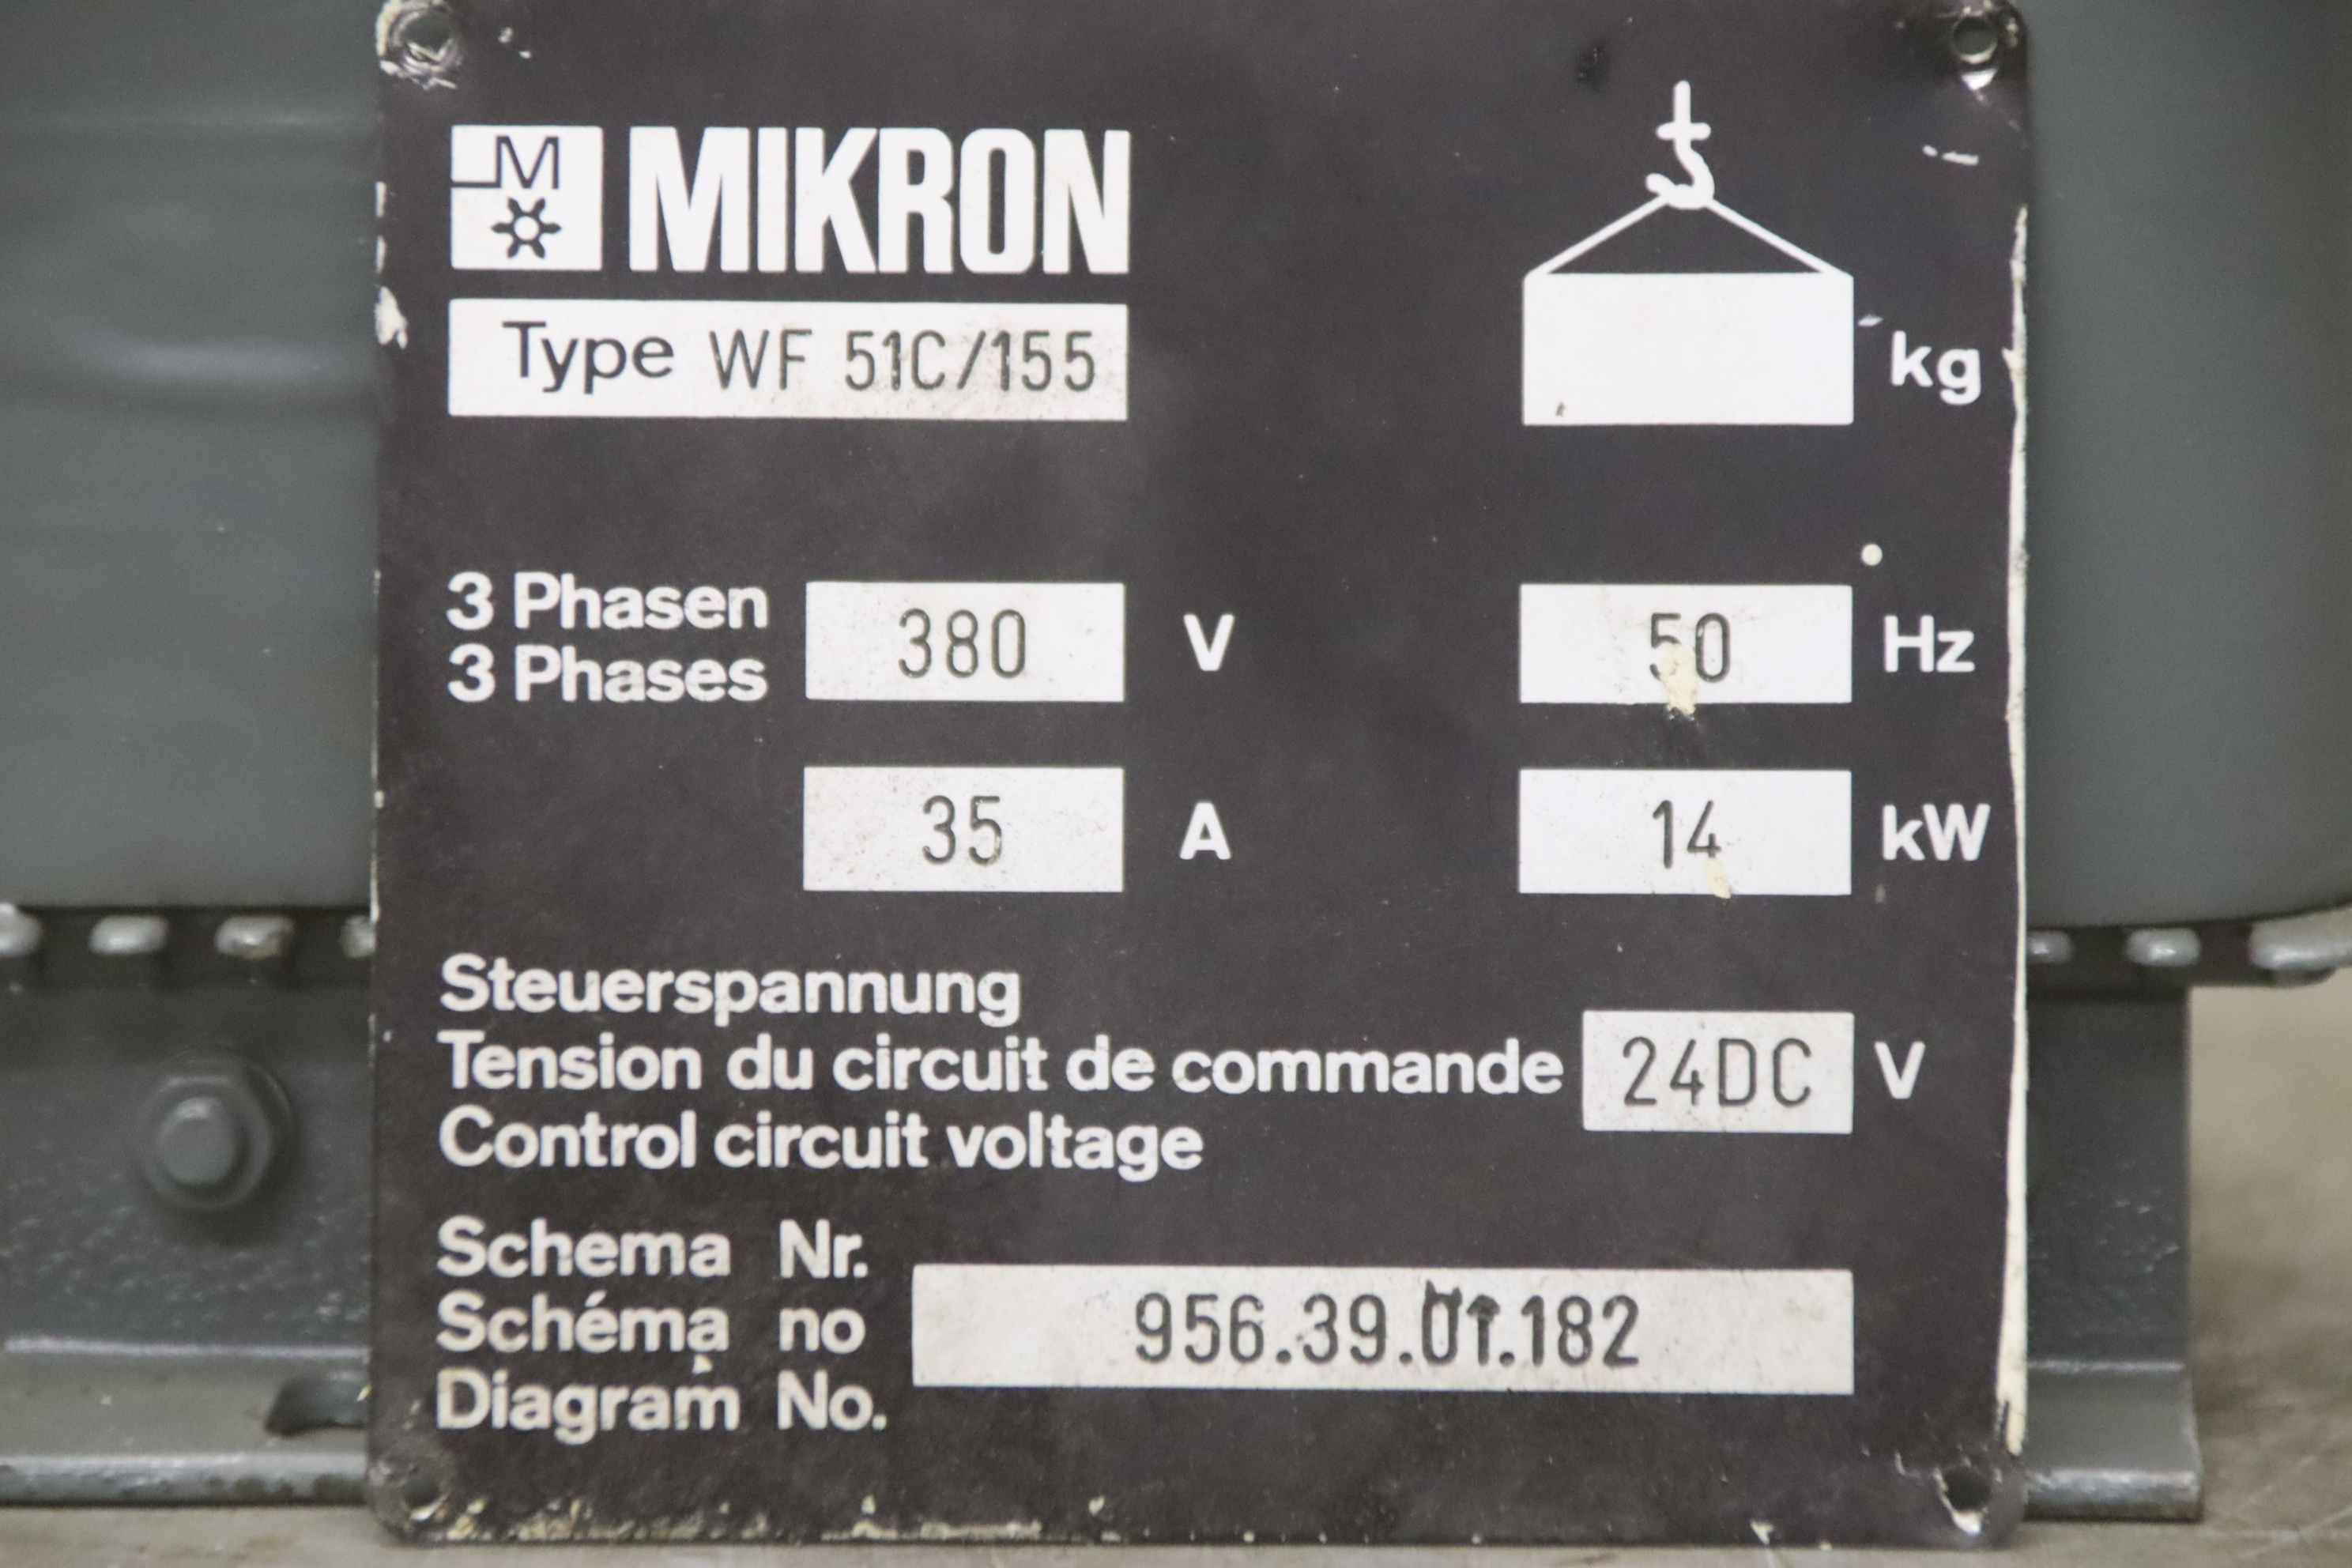 M
MIKRON
Type WF 51C/155
kg
3 Phasen
3 Phases
380 V
50 Hz
35 A
14 kW
Steuerspannung
Tension du circuit de commande 24DC V
Control circuit voltage
Schema Nr.
Schéma no
Diagram No.
956.39.01.182